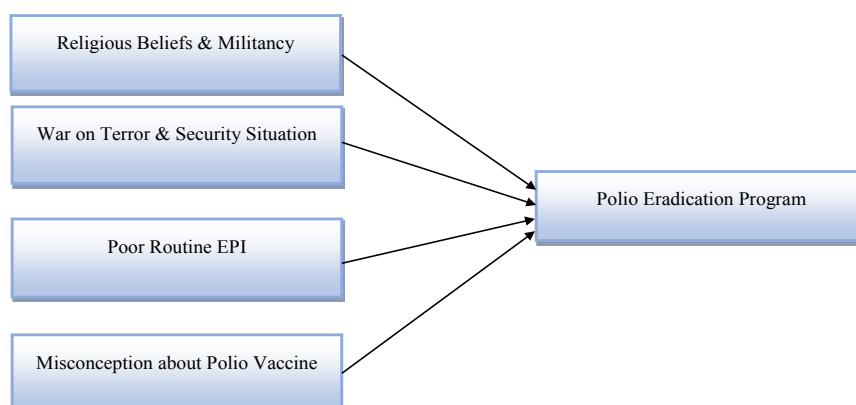 Religious Beliefs & Militancy
War on Terror & Security Situation
Polio Eradication Program
Poor Routine EPI
Misconception about Polio Vaccine